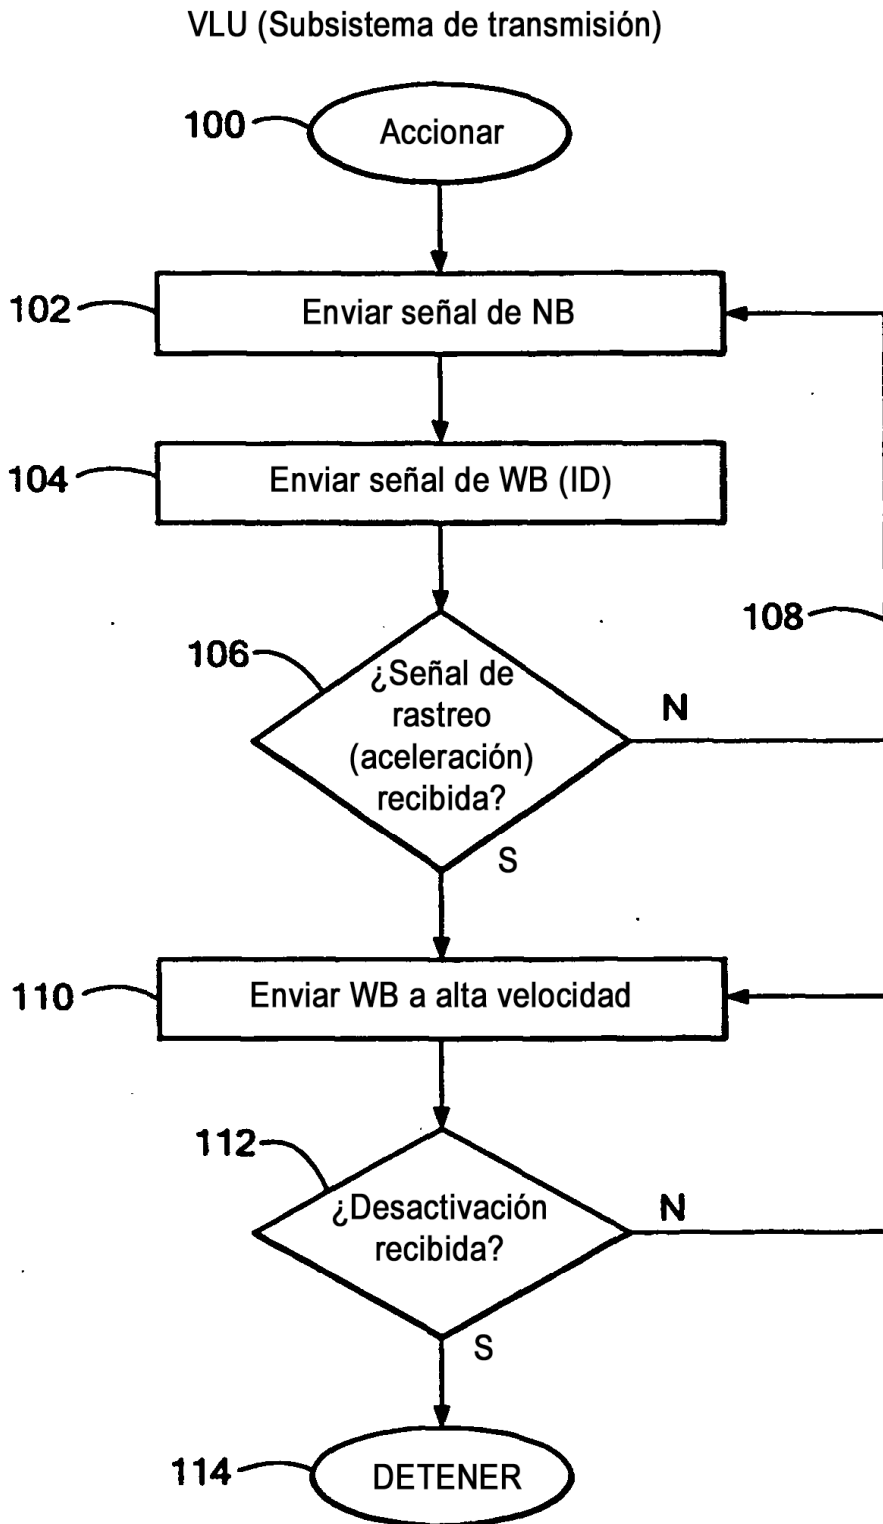 VLU (Subsistema de transmisión)
100
Accionar
102
Enviar señal de NB
104
Enviar señal de WB (ID)
108
106
¿Señal de
rastreo
(aceleración)
recibida?
N
S
110
Enviar WB a alta velocidad
112
¿Desactivación
recibida?
N
S
114
DETENER